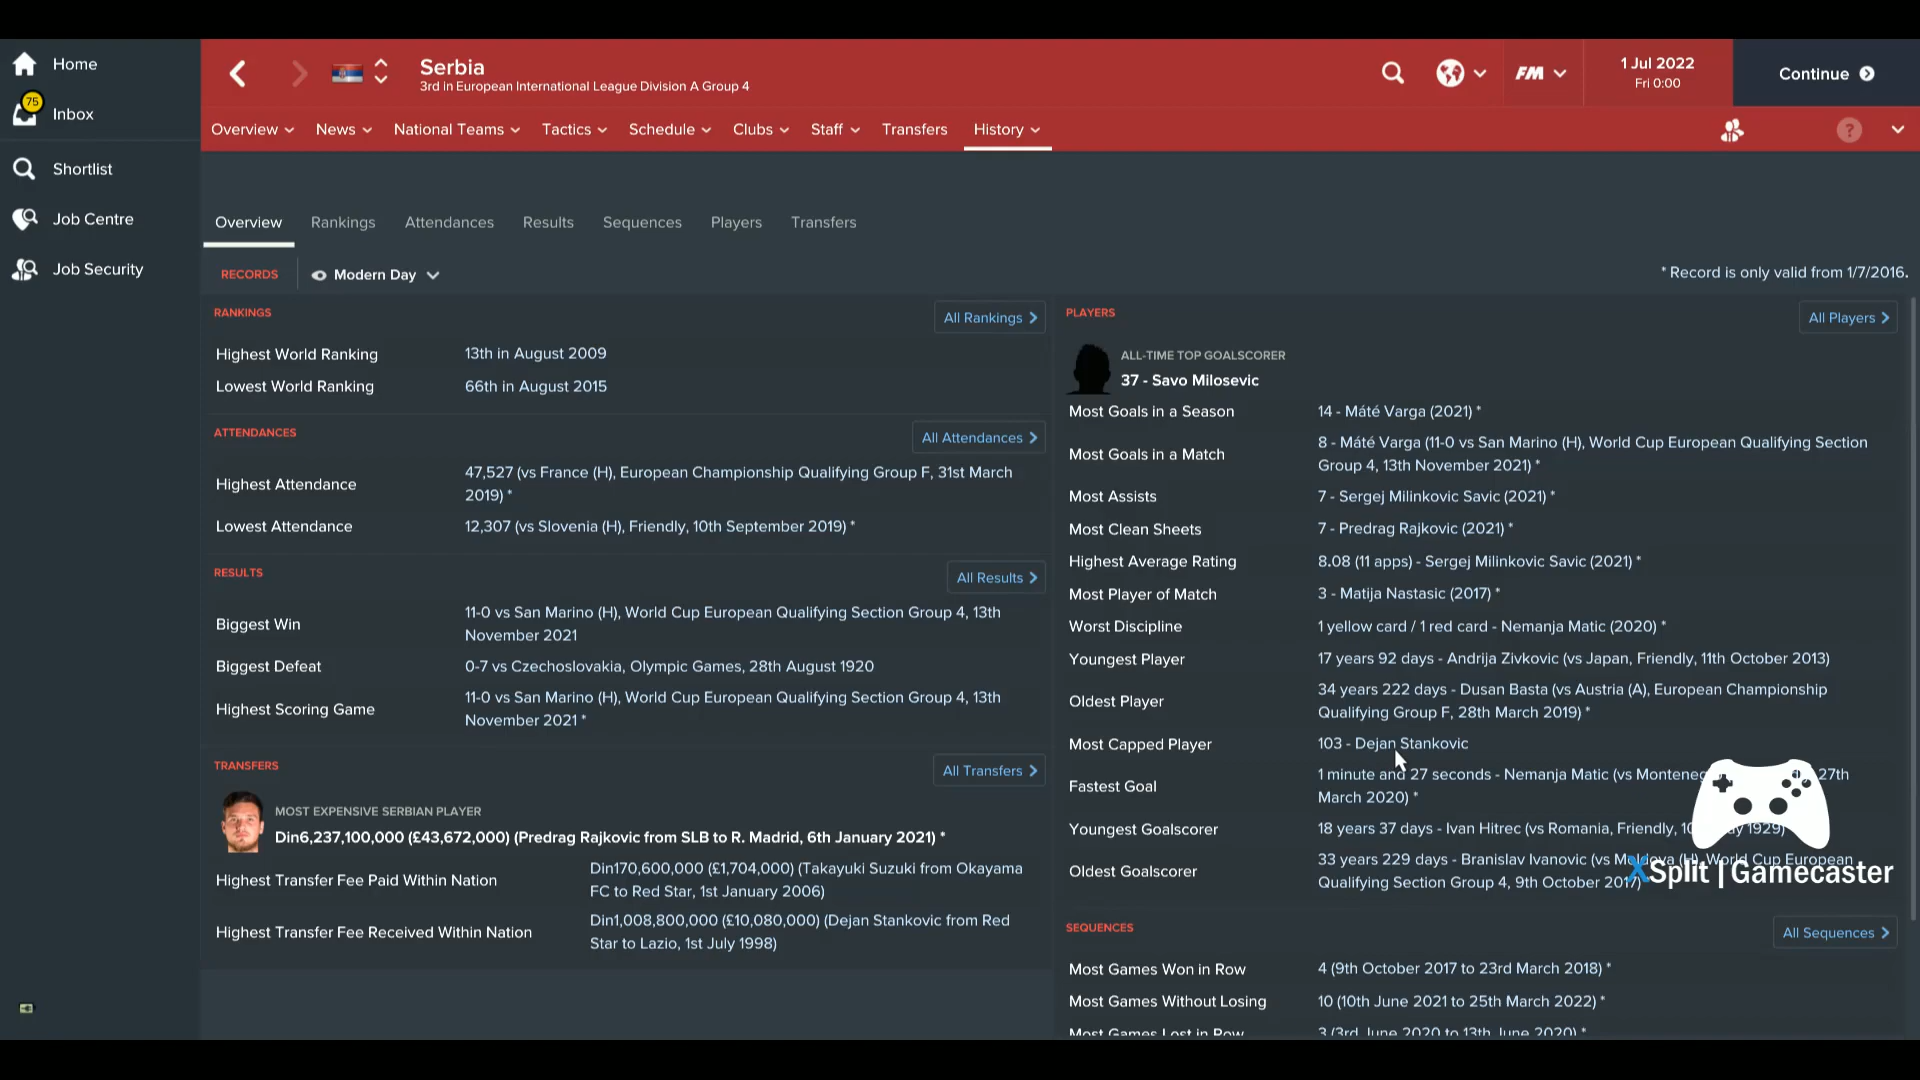 Home
75
Inbox
Shortlist
Job Centre
Job Security
Serbia
3rd in European International League Division A Group 4
FM
1 Jul 2022
Fri 0:00
Continue
Overview
News
National Teams
Tactics
Schedule
Clubs
Staff
Transfers
History
?
Overview
Rankings
Attendances
Results
Sequences
Players
Transfers
RECORDS
Modern Day
* Record is only valid from 1/7/2016.
RANKINGS
All Rankings
Highest World Ranking
13th in August 2009
Lowest World Ranking
66th in August 2015
ATTENDANCES
All Attendances
Highest Attendance
47,527 (vs France (H), European Championship Qualifying Group F, 31st March
2019) *
Lowest Attendance
12,307 (vs Slovenia (H), Friendly, 10th September 2019) *
RESULTS
All Results
Biggest Win
11-0 vs San Marino (H), World Cup European Qualifying Section Group 4, 13th
November 2021
Biggest Defeat
0-7 vs Czechoslovakia, Olympic Games, 28th August 1920
Highest Scoring Game
11-0 vs San Marino (H), World Cup European Qualifying Section Group 4, 13th
November 2021 *
TRANSFERS
All Transfers
MOST EXPENSIVE SERBIAN PLAYER
Din6,237,100,000 (£43,672,000) (Predrag Rajkovic from SLB to R. Madrid, 6th January 2021) *
Highest Transfer Fee Paid Within Nation
Din170,600,000 (£1,704,000) (Takayuki Suzuki from Okayama
FC to Red Star, 1st January 2006)
Highest Transfer Fee Received Within Nation
Din1,008,800,000 (£10,080,000) (Dejan Stankovic from Red
Star to Lazio, 1st July 1998)
PLAYERS
All Players
ALL-TIME TOP GOALSCORER
37 - Savo Milosevic
Most Goals in a Season
14 - Máté Varga (2021) *
Most Goals in a Match
8 - Máté Varga (11-0 vs San Marino (H), World Cup European Qualifying Section
Group 4, 13th November 2021) *
Most Assists
7 - Sergej Milinkovic Savic (2021) *
Most Clean Sheets
7 - Predrag Rajkovic (2021) *
Highest Average Rating
8.08 (11 apps) - Sergej Milinkovic Savic (2021) *
Most Player of Match
3 - Matija Nastasic (2017) *
Worst Discipline
1 yellow card / 1 red card - Nemanja Matic (2020) *
Youngest Player
17 years 92 days - Andrija Zivkovic (vs Japan, Friendly, 11th October 2013)
Oldest Player
34 years 222 days - Dusan Basta (vs Austria (A), European Championship
Qualifying Group F, 28th March 2019) *
Most Capped Player
103 - Dejan Stankovic
Fastest Goal
1 minute and 27 seconds - Nemanja Matic (vs 27th
March 2020) *
Youngest Goalscorer
18 years 37 days - Ivan Hitrec (vs Romania, Friendly, 1929)
Oldest Goalscorer
33 years 229 days - Branislav Ivanovic (vs Moldova (H), World Cup European
Qualifying Section Group 4, 9th October 2017)
XSplit | Gamecaster
SEQUENCES
All Sequences
Most Games Won in Row
4 (9th October 2017 to 23rd March 2018) *
Most Games Without Losing
10 (10th June 2021 to 25th March 2022) *
Most Games Lost in Row
3 (3rd June 2020 to 13th June 2020) *